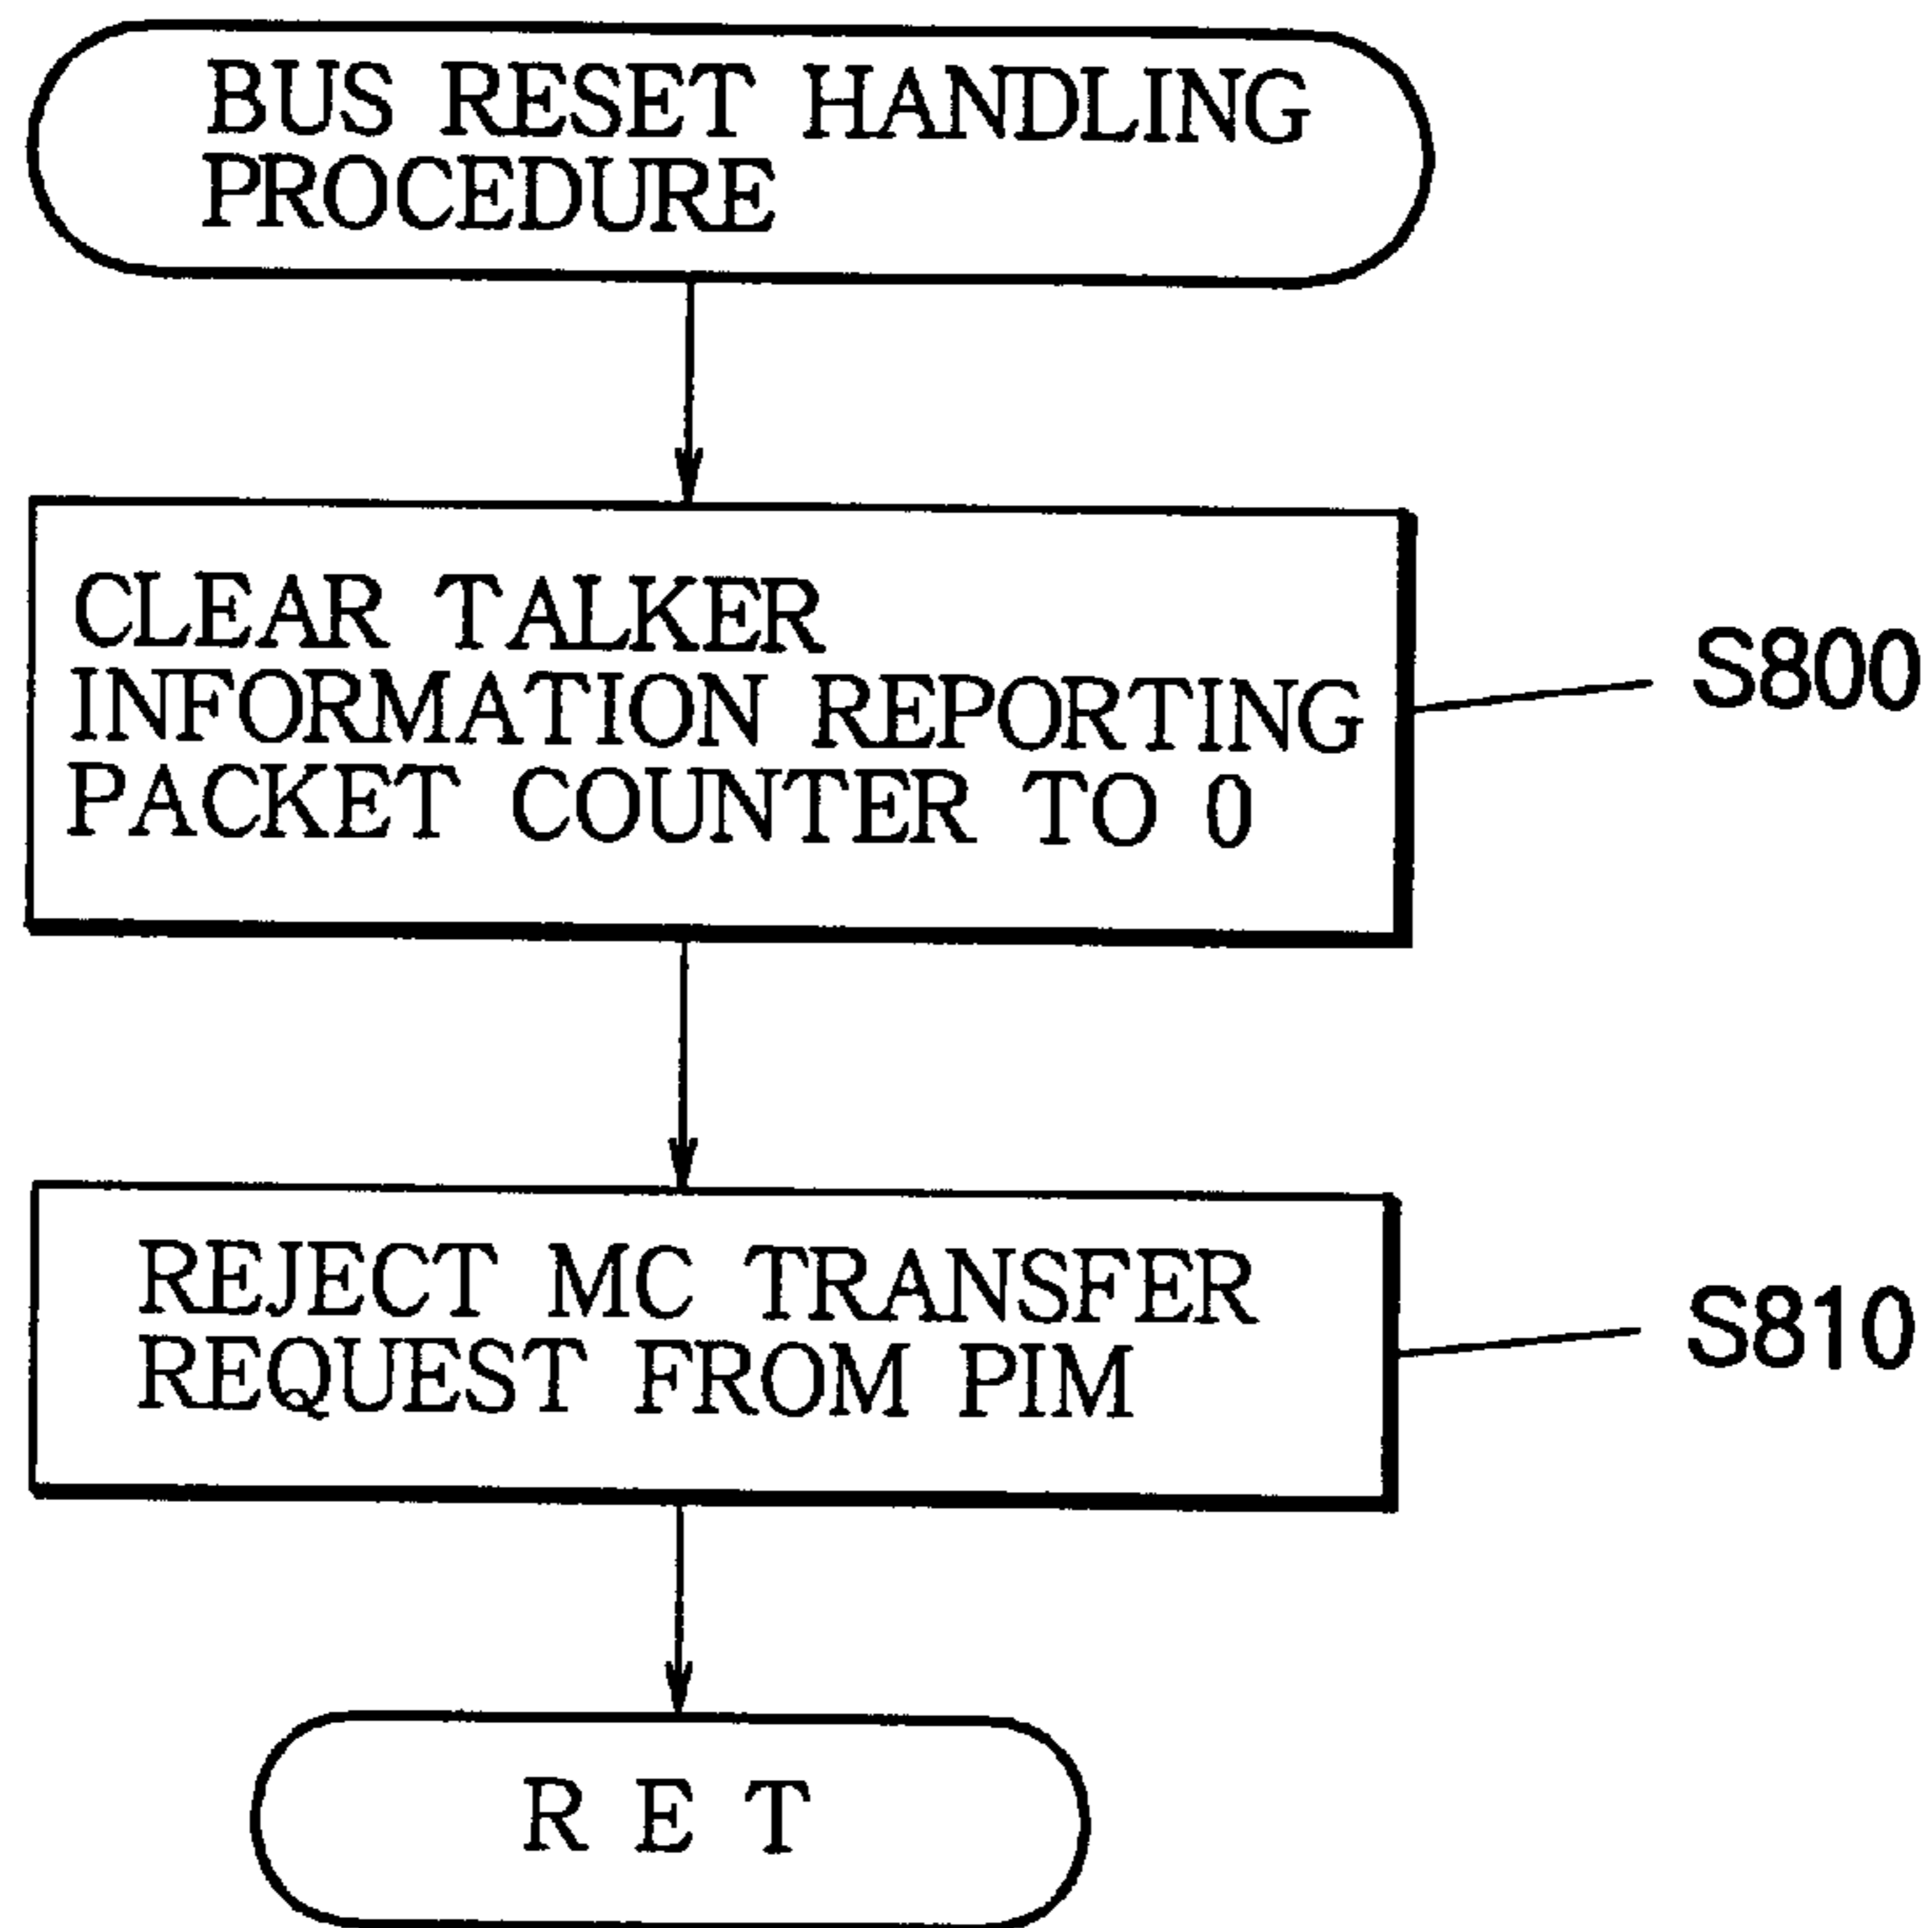 BUS RESET HANDLING
PROCEDURE
CLEAR TALKER
INFORMATION REPORTING
PACKET COUNTER TO 0
S800
REJECT MC TRANSFER
REQUEST FROM PIM
S810
RET